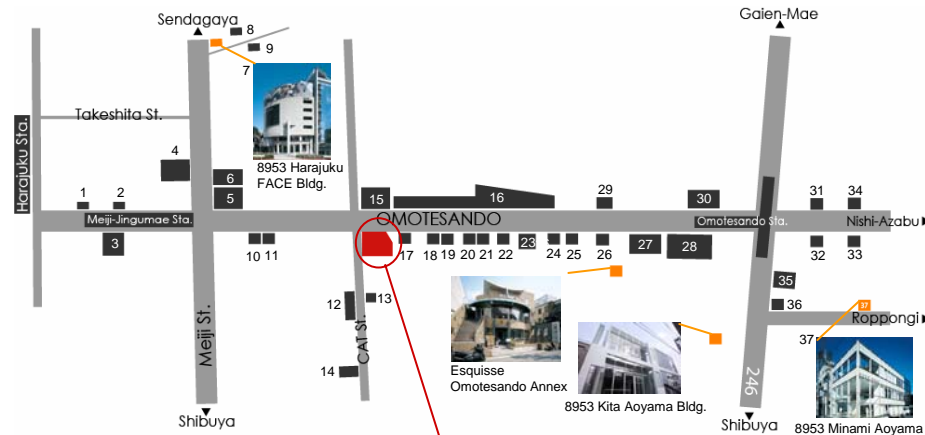 Sendagaya
Gaien-Mae
8
9
7
Takeshita St.
Harajuku Sta.
4
8953 Harajuku
FACE Bldg.
6
5
1
2
15
16
29
30
31
34
Meiji-Jingumae Sta.
OMOTESANDO
Omotesando Sta.
Nishi-Azabu
3
10
11
17
18
19
20
21
22
23
24
25
26
27
28
32
33
12
13
35
36
37
Roppongi
Meiji St.
CAT St.
14
37
246
Esquisse
Omotesando Annex
8953 Kita Aoyama Bldg.
8953 Minami Aoyama
Shibuya
Shibuya